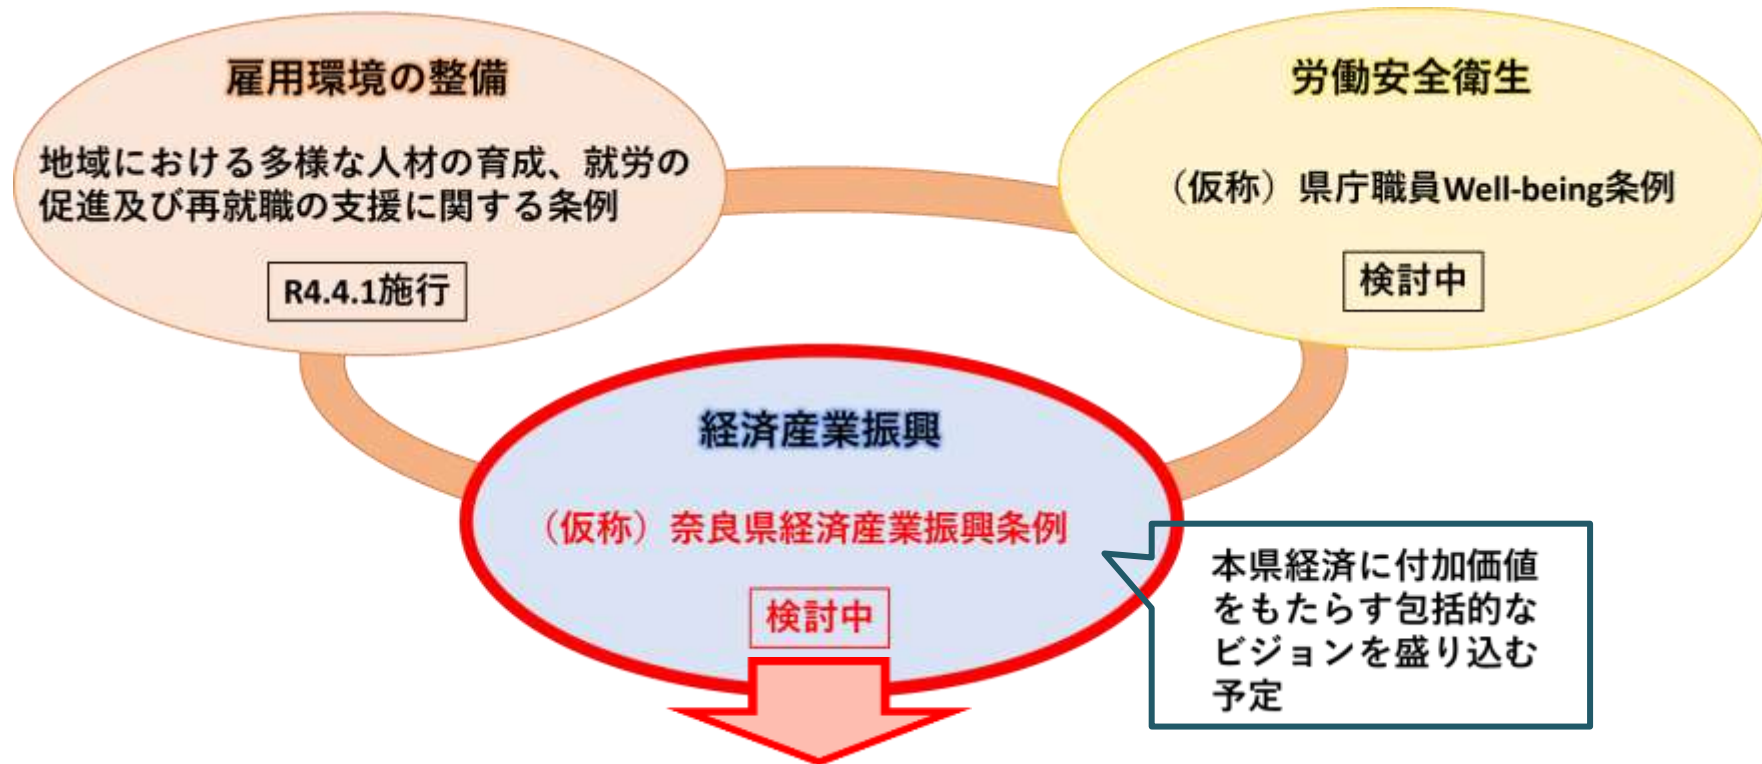 雇用環境の整備
地域における多様な人材の育成、就労の
促進及び再就職の支援に関する条例
R4.4.1施行
労働安全衛生
（仮称）県庁職員Well-being条例
検討中
経済産業振興
（仮称）奈良県経済産業振興条例
検討中
本県経済に付加価値
をもたらす包括的な
ビジョンを盛り込む
予定